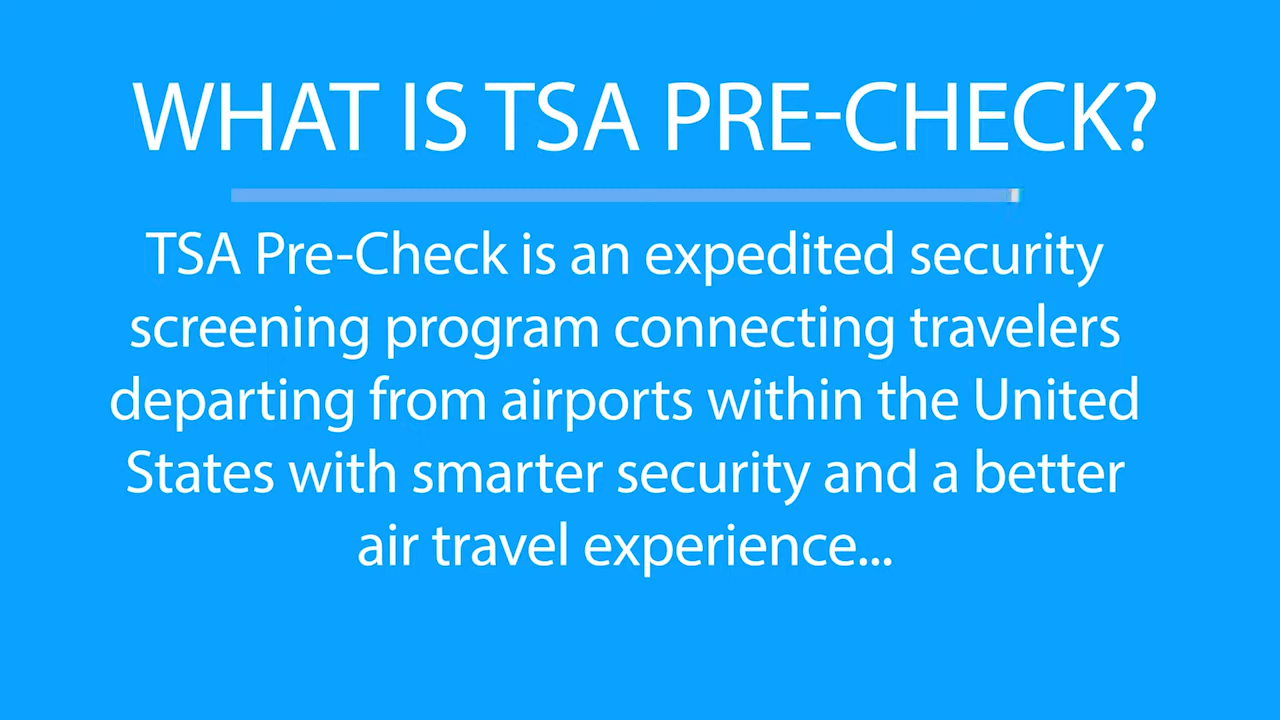 WHAT IS TSA PRE-CHECK?
TSA Pre-Check is an expedited security
screening program connecting travelers
departing from airports within the United
States with smarter security and a better
air travel experience...